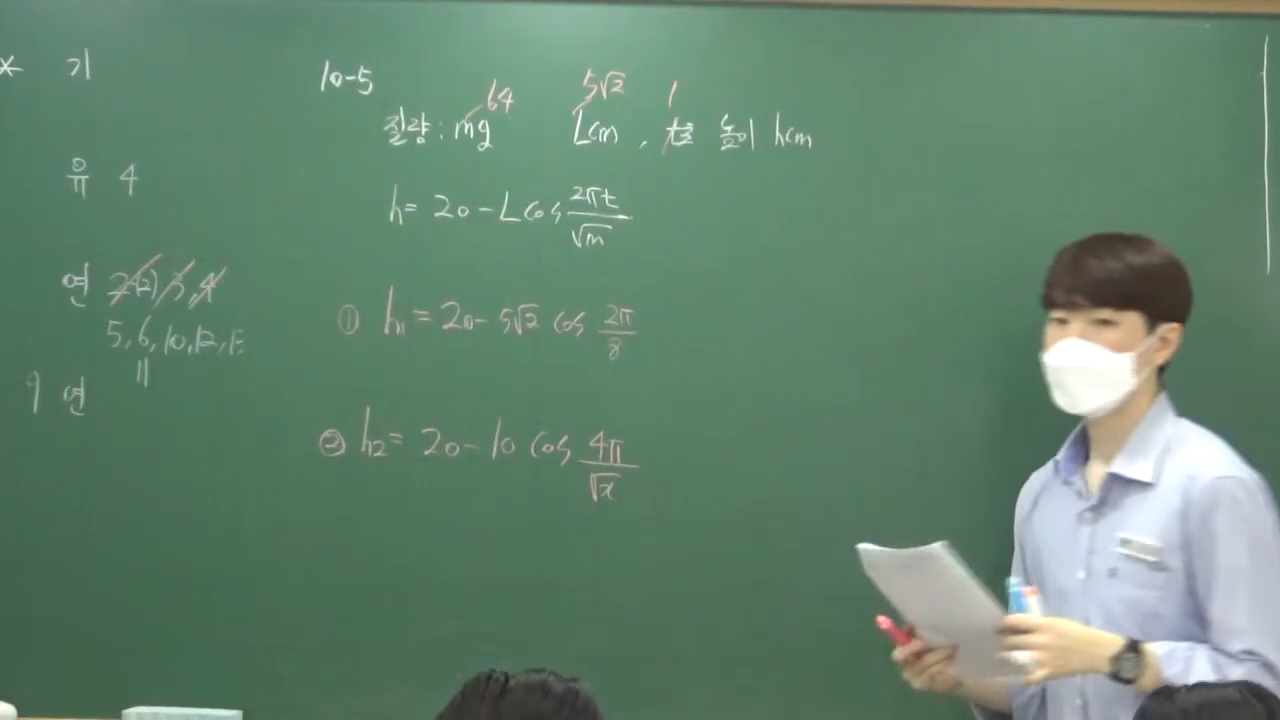 * 기
유 4
연 2, (2), 3, 4
5, 6, 10, 12,
11
9 연
10-5
64 5√2 1
질량: mg Lcm, t초 높이 hcm
h = 20 - L cos 2πt/√m
① h₁ = 20 - 5√2 cos 2π/8
② h₂ = 20 - 10 cos 4π/√x